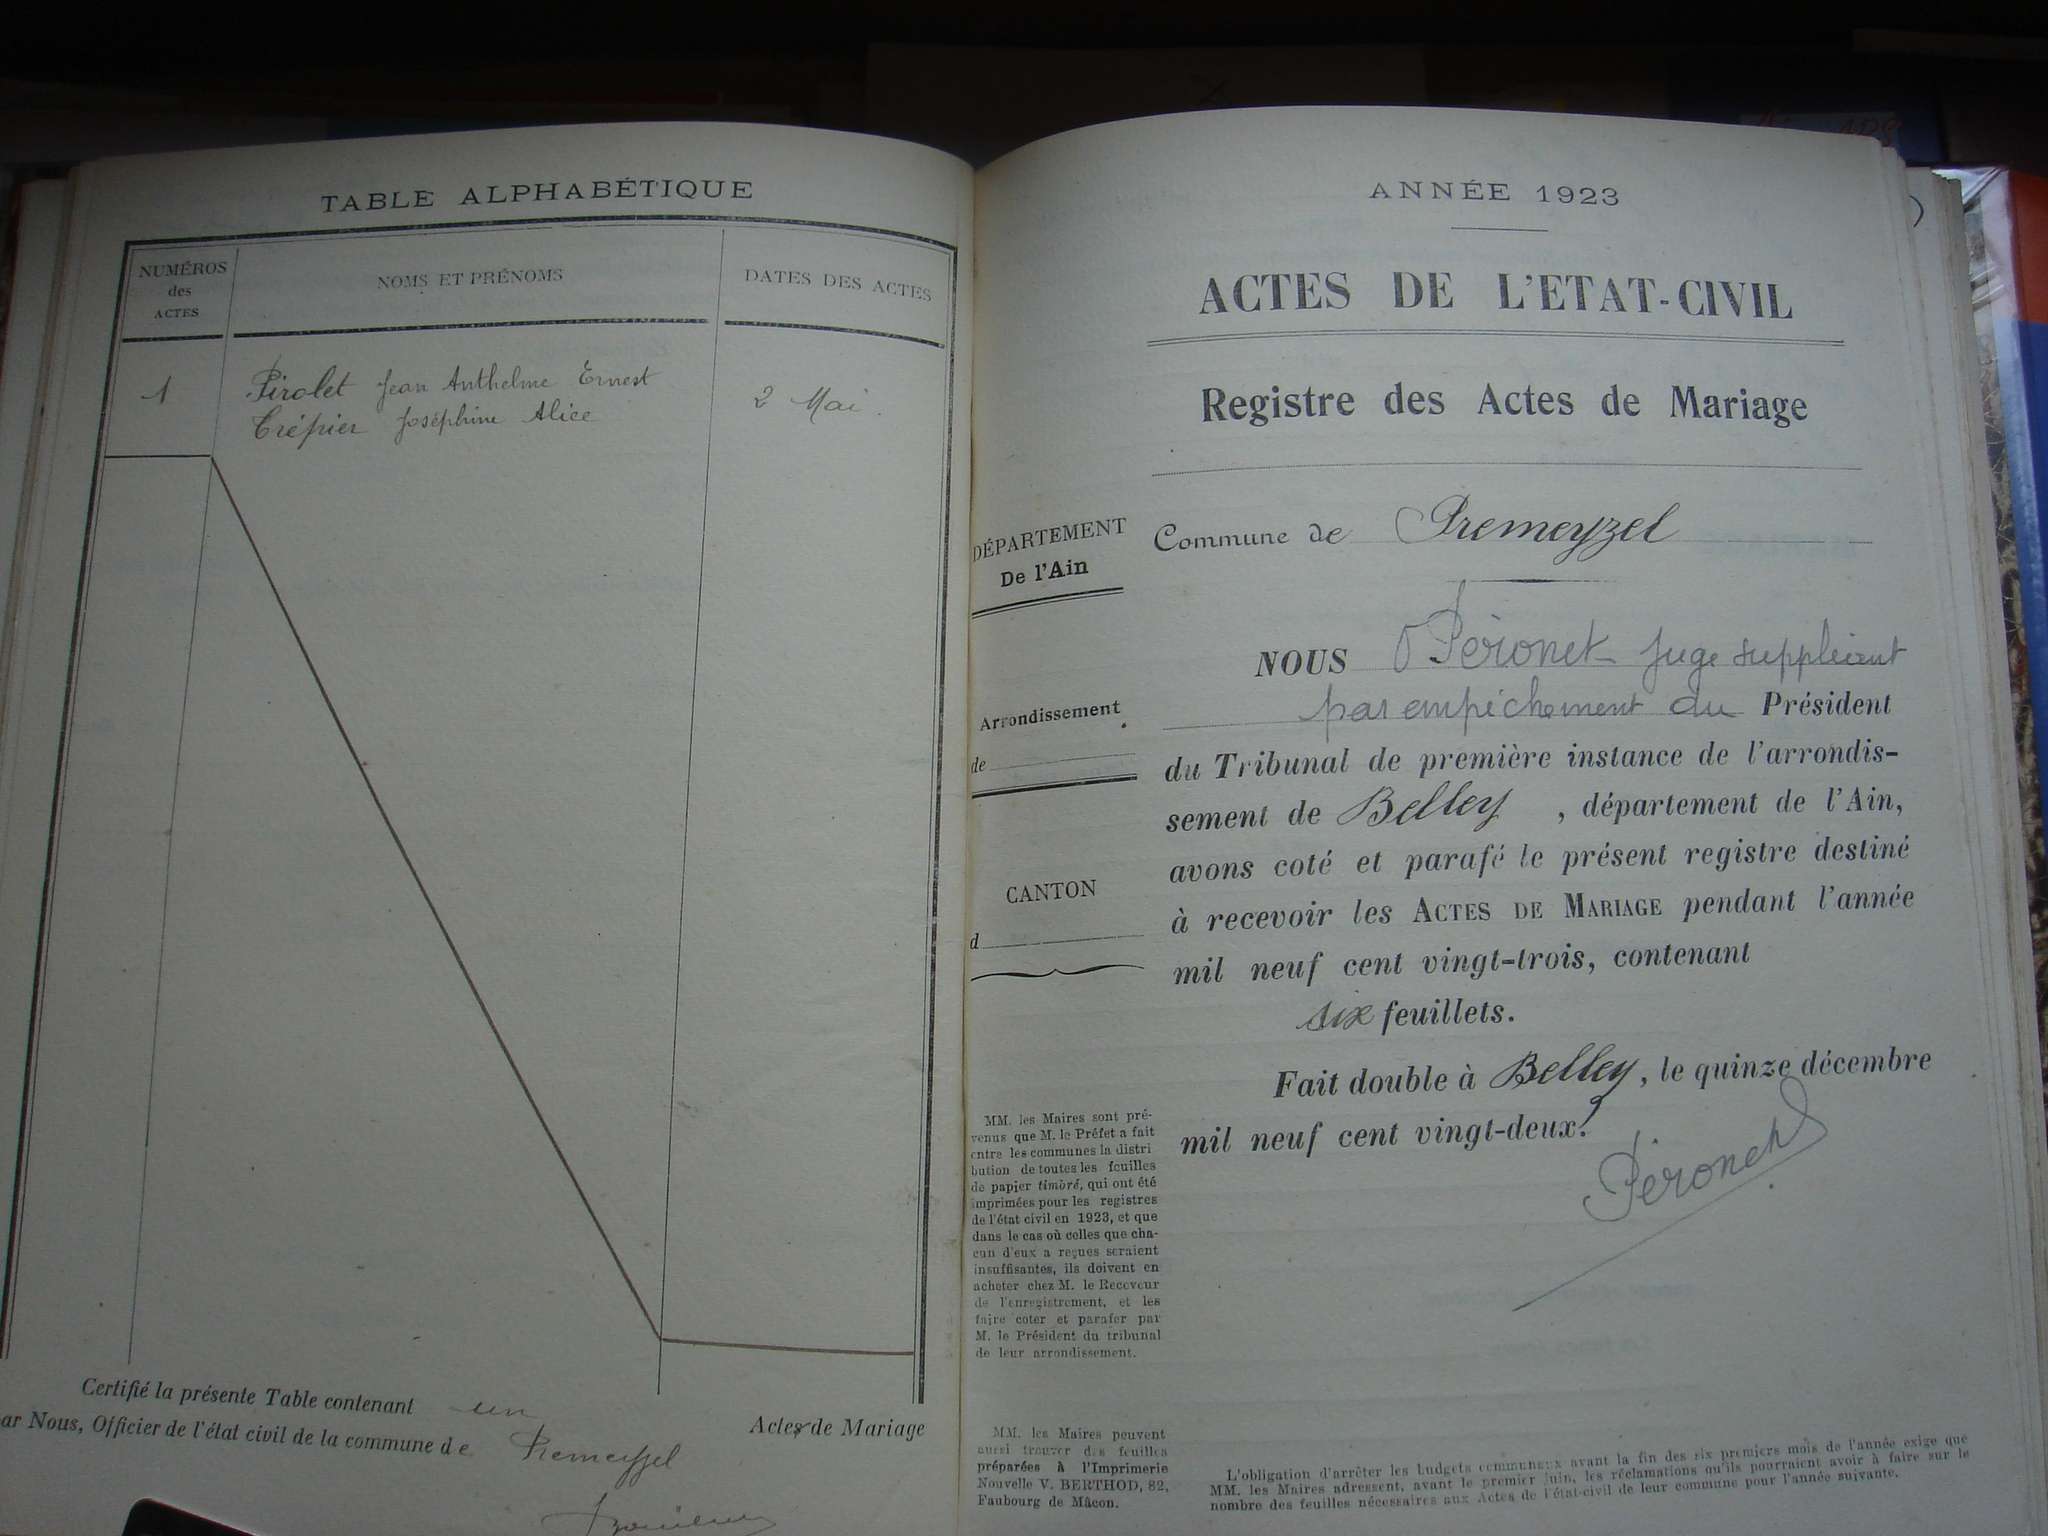 TABLE ALPHABÉTIQUE
NUMÉROS
des
ACTES
NOMS ET PRÉNOMS
DATES DES ACTES
1
Pirolet Jean Anthelme Ernest
Crépier Joséphine Alice
2 Mai.
Certifié la présente Table contenant un
Actes de Mariage
ar Nous, Officier de l'état civil de la commune de Premeyzel
ANNÉE 1923
ACTES DE L'ETAT-CIVIL
Registre des Actes de Mariage
DÉPARTEMENT
De l'Ain
Arrondissement
de
CANTON
d
Commune de Premeyzel
NOUS Péronet juge suppléant
par empêchement du Président
du Tribunal de première instance de l'arrondis-
sement de Belley, département de l'Ain,
avons coté et parafé le présent registre destiné
à recevoir les ACTES DE MARIAGE pendant l'année
mil neuf cent vingt-trois, contenant
six feuillets.
Fait double à Belley, le quinze décembre
mil neuf cent vingt-deux.
Péronet
MM. les Maires sont pré-
venus que M. le Préfet a fait
entre les communes la distri
bution de toutes les feuilles
de papier timbré, qui ont été
imprimées pour les registres
de l'état civil en 1923, et que
dans le cas où celles que cha-
cun d'eux a reçues seraient
insuffisantes, ils doivent en
acheter chez M. le Receveur
de l'enregistrement, et les
faire coter et parafer par
M. le Président du tribunal
de leur arrondissement.
MM. les Maires peuvent
aussi trouver des feuilles
préparées à l'Imprimerie
Nouvelle V. BERTHOD, 82,
Faubourg de Mâcon.
L'obligation d'arrêter les budgets communaux avant la fin des six premiers mois de l'année exige que
MM. les Maires adressent, avant le premier juin, les réclamations qu'ils pourraient avoir à faire sur le
nombre des feuilles nécessaires aux Actes de l'état-civil de leur commune pour l'année suivante.